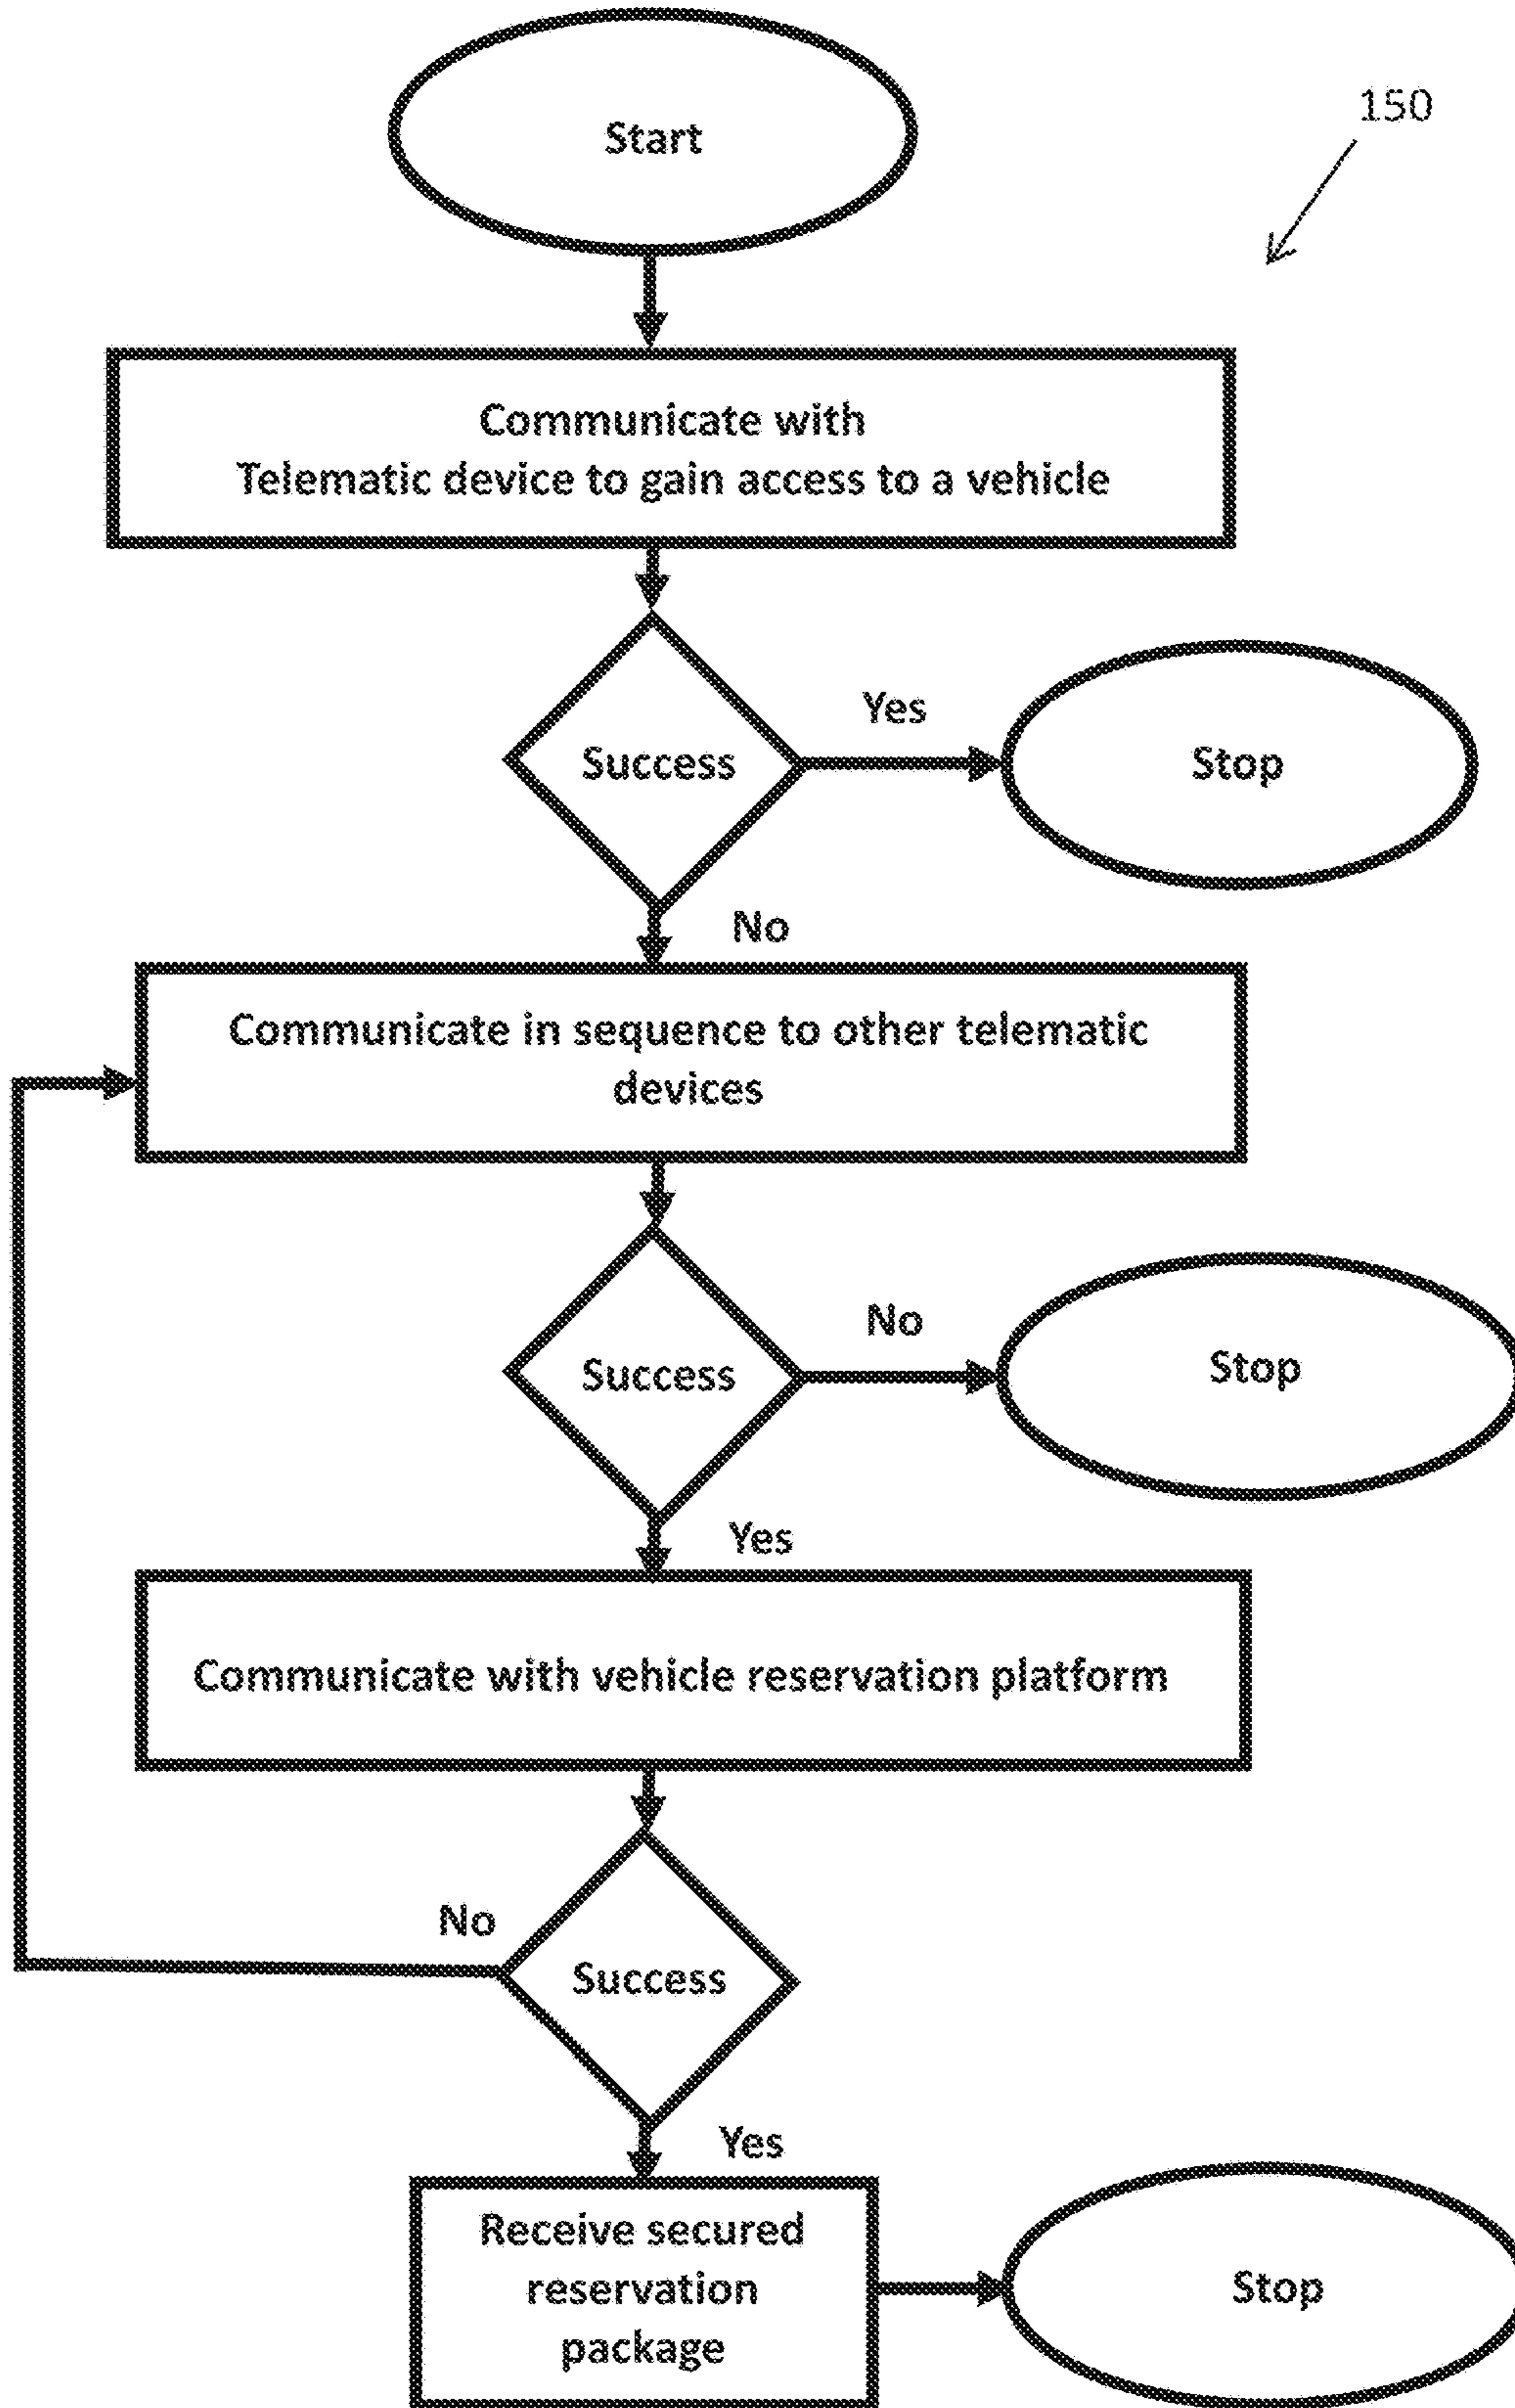 Start
150
Communicate with
Telematic device to gain access to a vehicle
Yes
Success
Stop
No
Communicate in sequence to other telematic
devices
No
Success
Stop
Yes
Communicate with vehicle reservation platform
No
Success
Yes
Receive secured
reservation
package
Stop